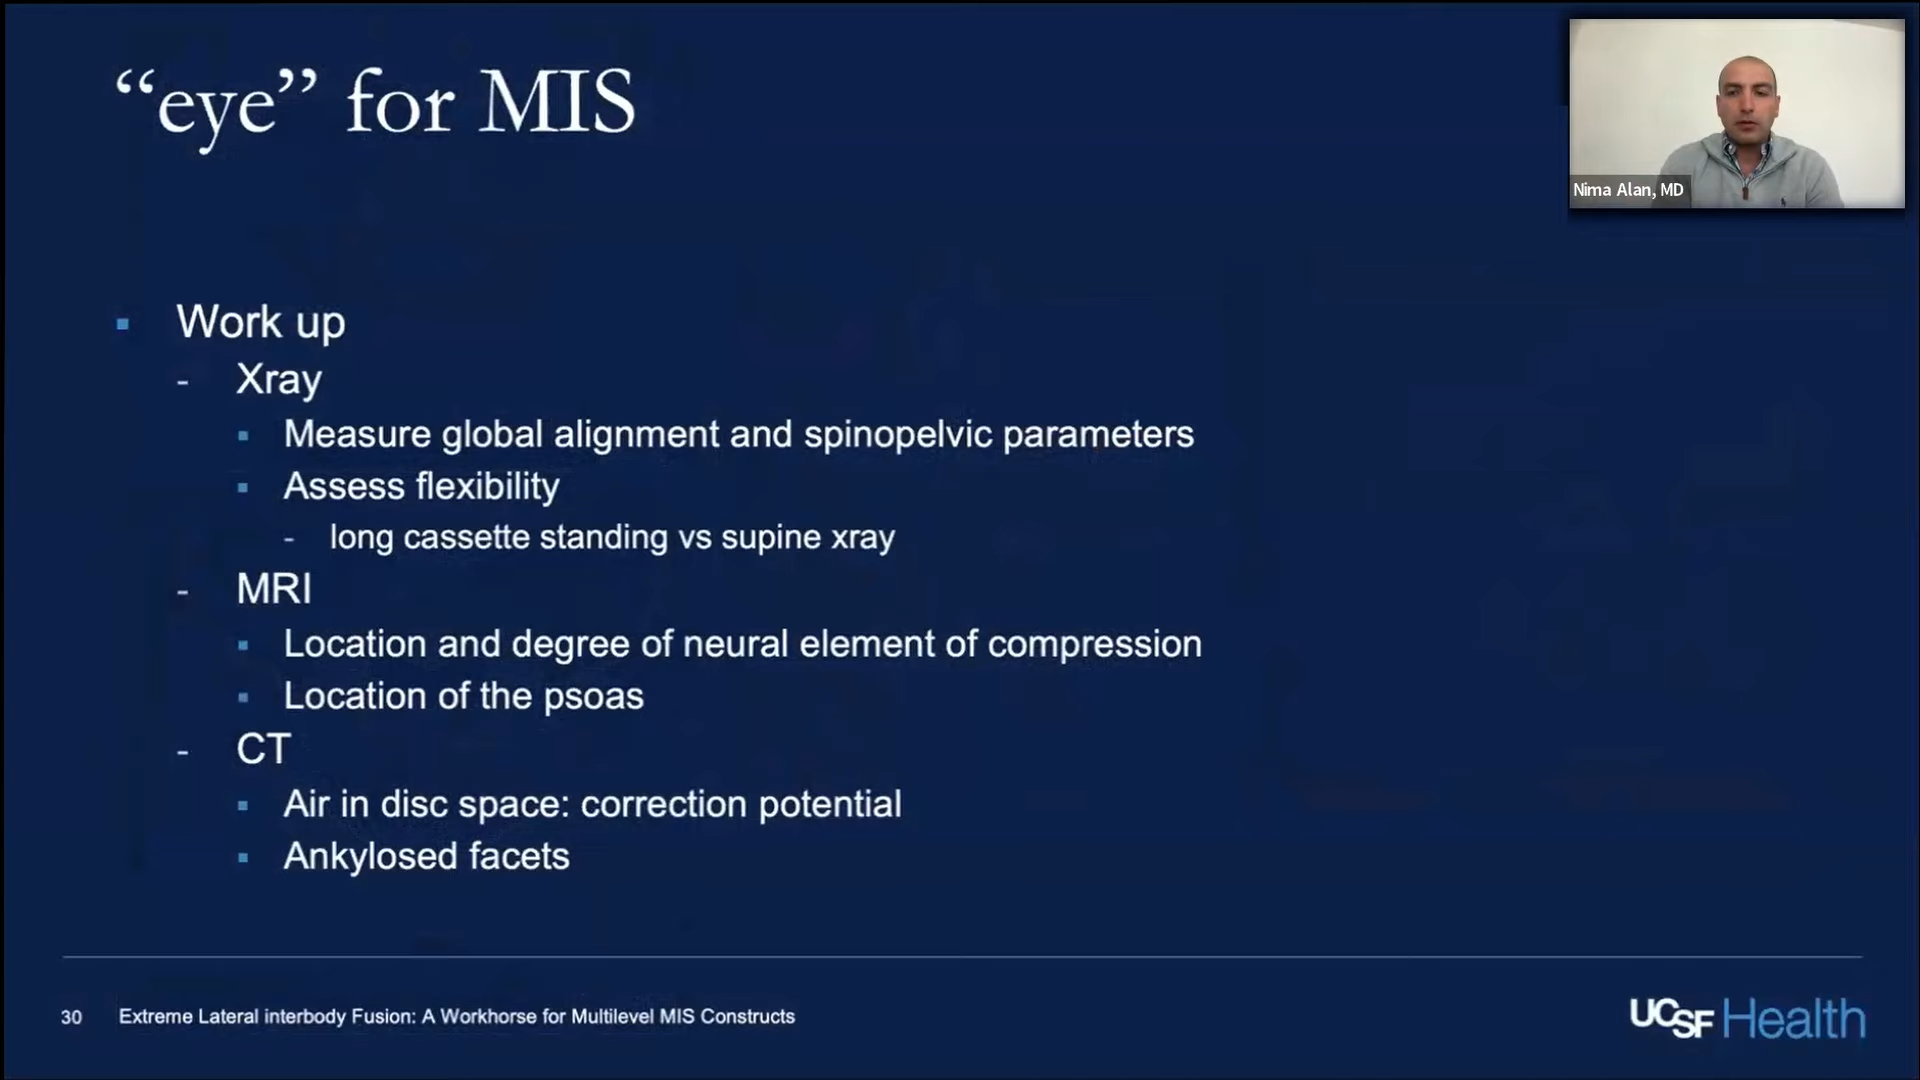 “eye” for MIS
Nima Alan, MD
▪ Work up
- Xray
▪ Measure global alignment and spinopelvic parameters
▪ Assess flexibility
- long cassette standing vs supine xray
- MRI
▪ Location and degree of neural element of compression
▪ Location of the psoas
- CT
▪ Air in disc space: correction potential
▪ Ankylosed facets
30 Extreme Lateral interbody Fusion: A Workhorse for Multilevel MIS Constructs
UCSF Health